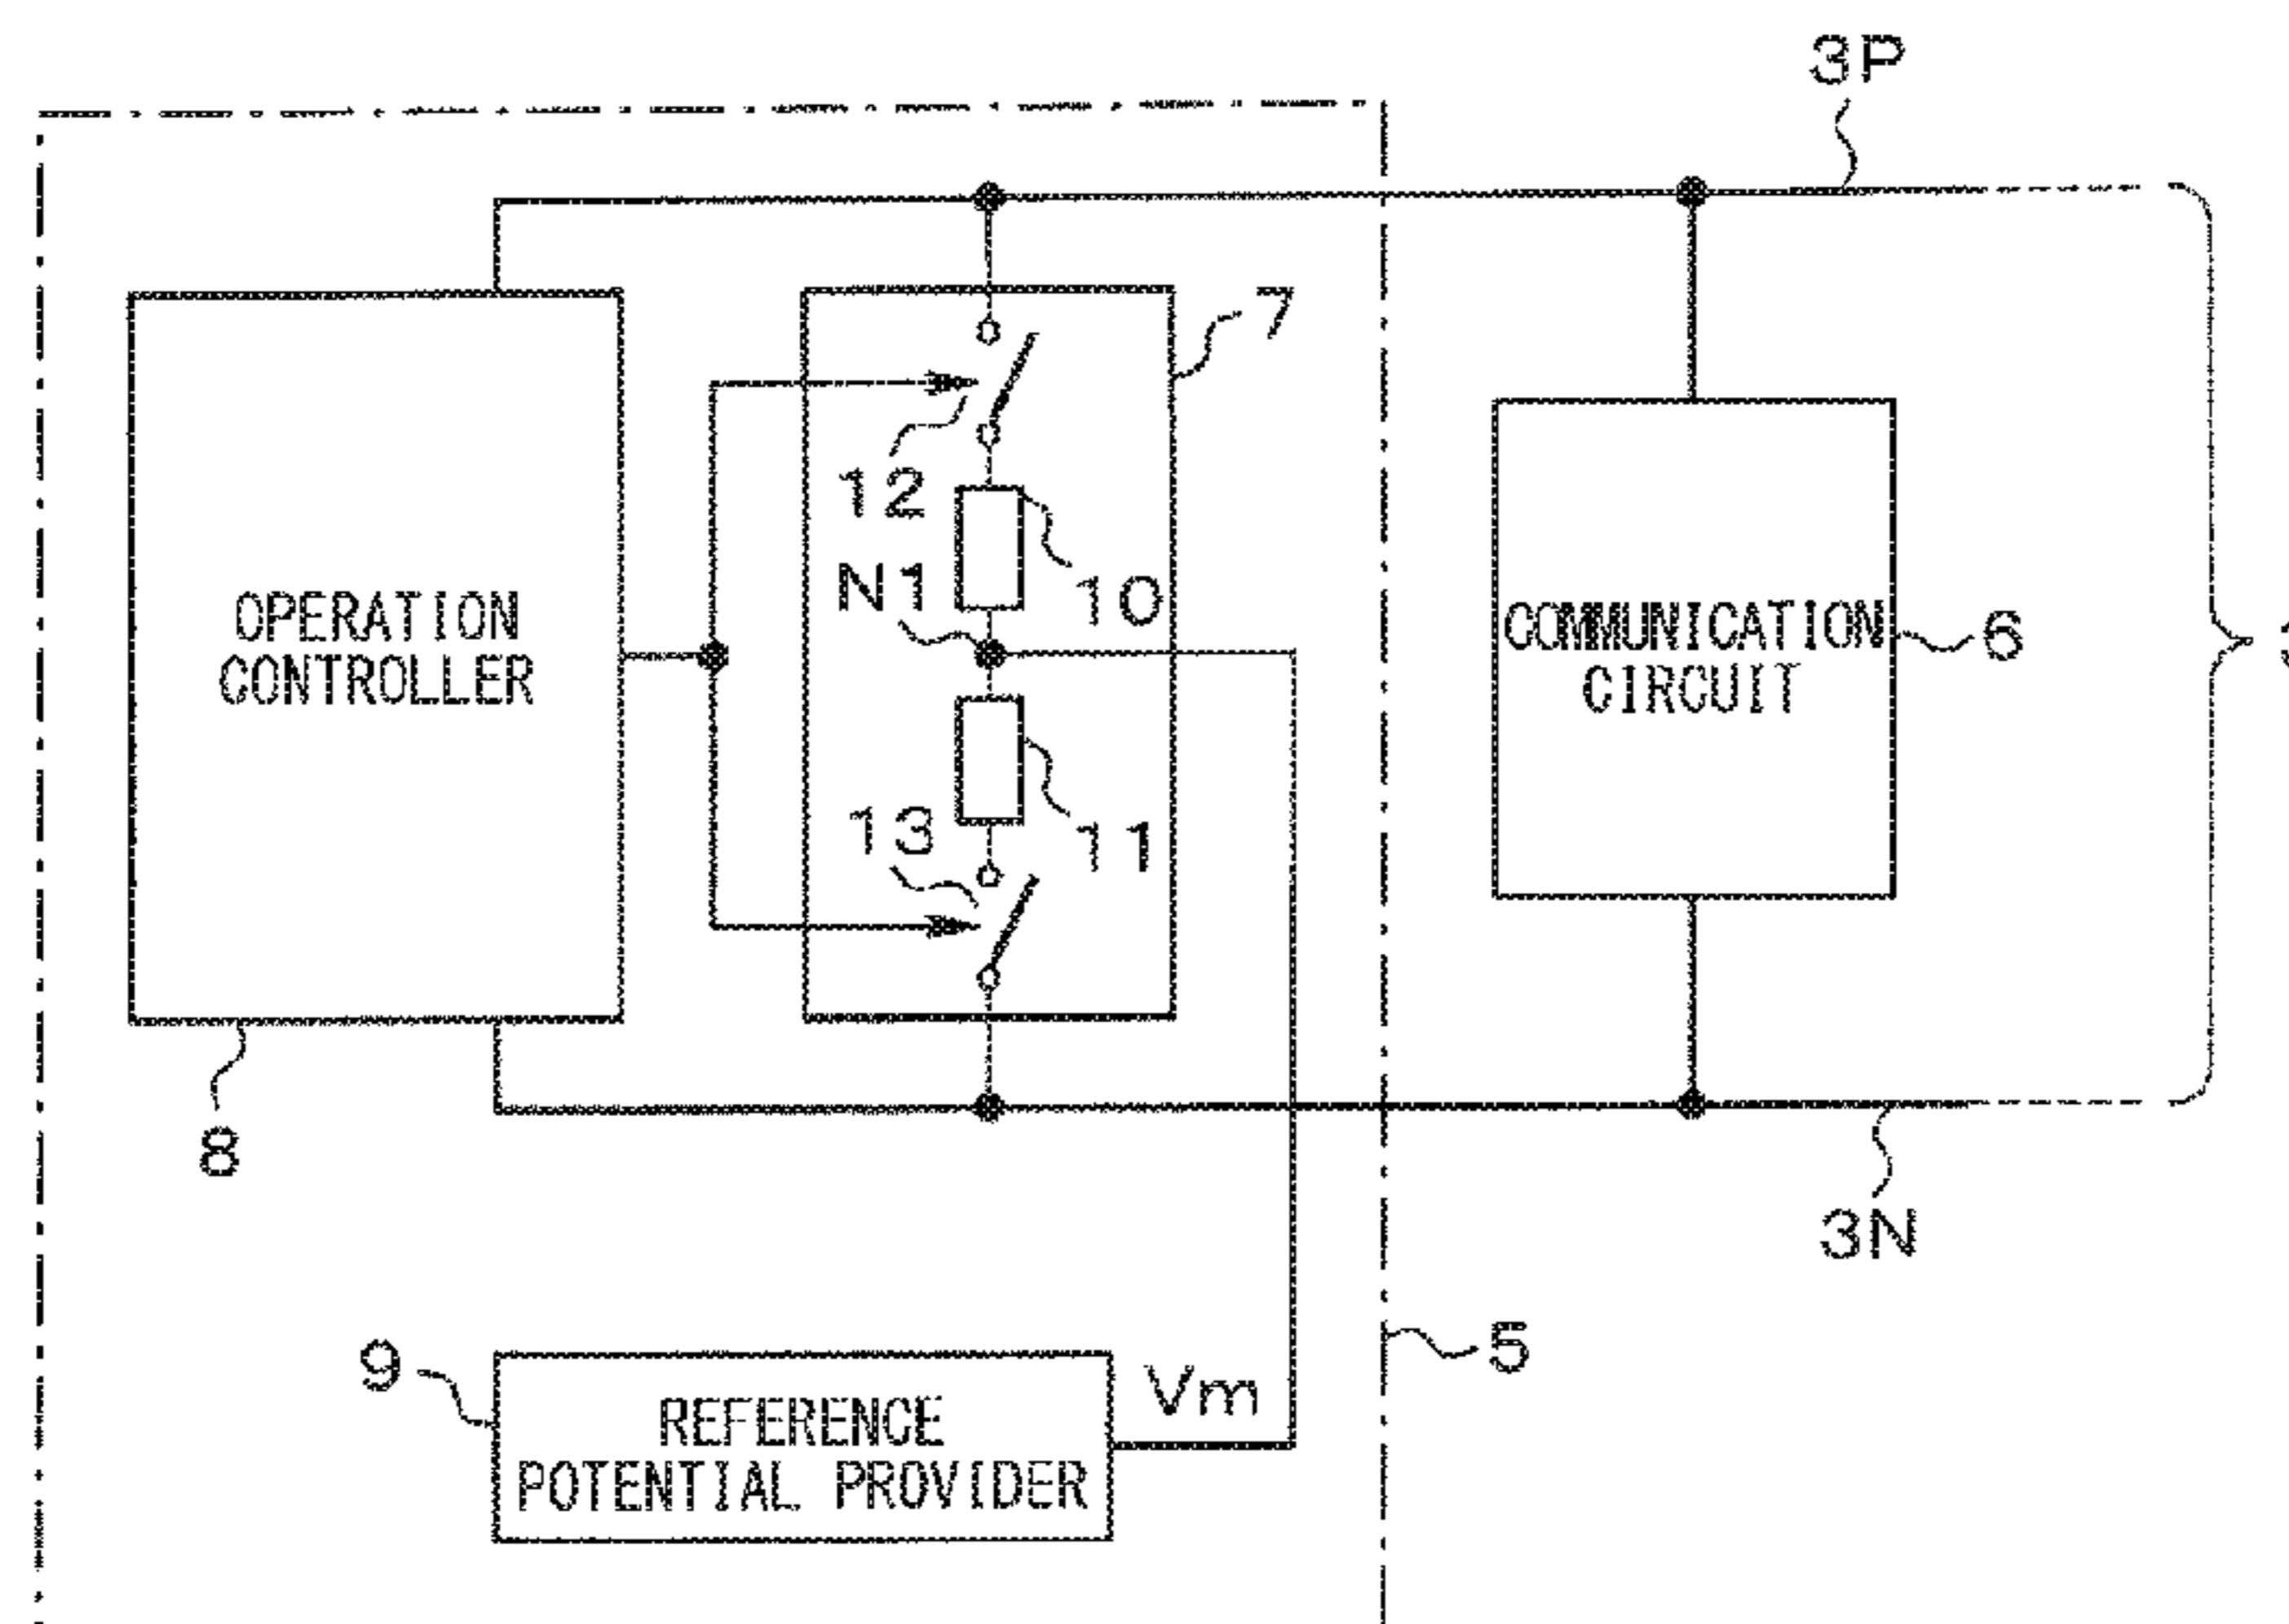 3P
7
12
10
N1
OPERATION
CONTROLLER
COMMUNICATION
CIRCUIT
6
3
13
11
8
3N
5
9
Vm
REFERENCE
POTENTIAL PROVIDER